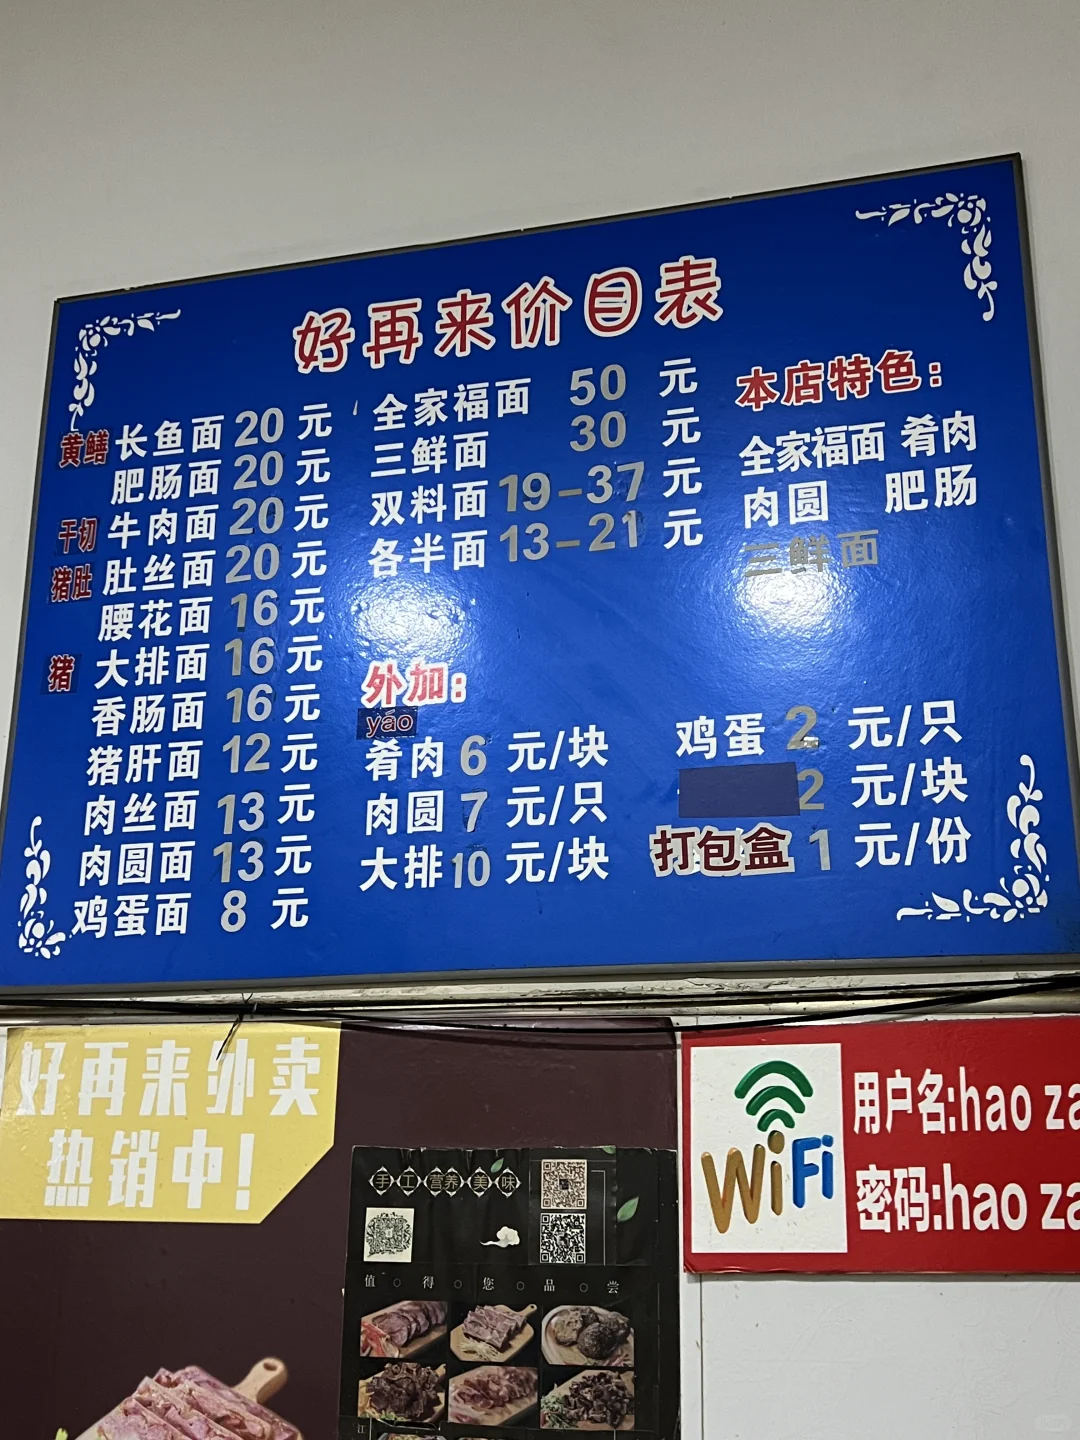 好再来价目表
黄鳝 长鱼面 20 元
肥肠面 20 元
干切 牛肉面 20 元
猪肚 肚丝面 20 元
腰花面 16 元
猪 大排面 16 元
香肠面 16 元
猪肝面 12 元
肉丝面 13 元
肉圆面 13 元
鸡蛋面 8 元
全家福面 50 元
三鲜面 30 元
双料面 19-37 元
各半面 13-21 元
本店特色:
全家福面 肴肉
肉圆 肥肠
三鲜面
外加:
yáo
肴肉 6 元/块
肉圆 7 元/只
大排 10 元/块
鸡蛋 2 元/只
2 元/块
打包盒 1 元/份
好再来外卖
热销中!
手工营养美味
值得您品尝
江
WiFi
用户名:hao za
密码:hao za